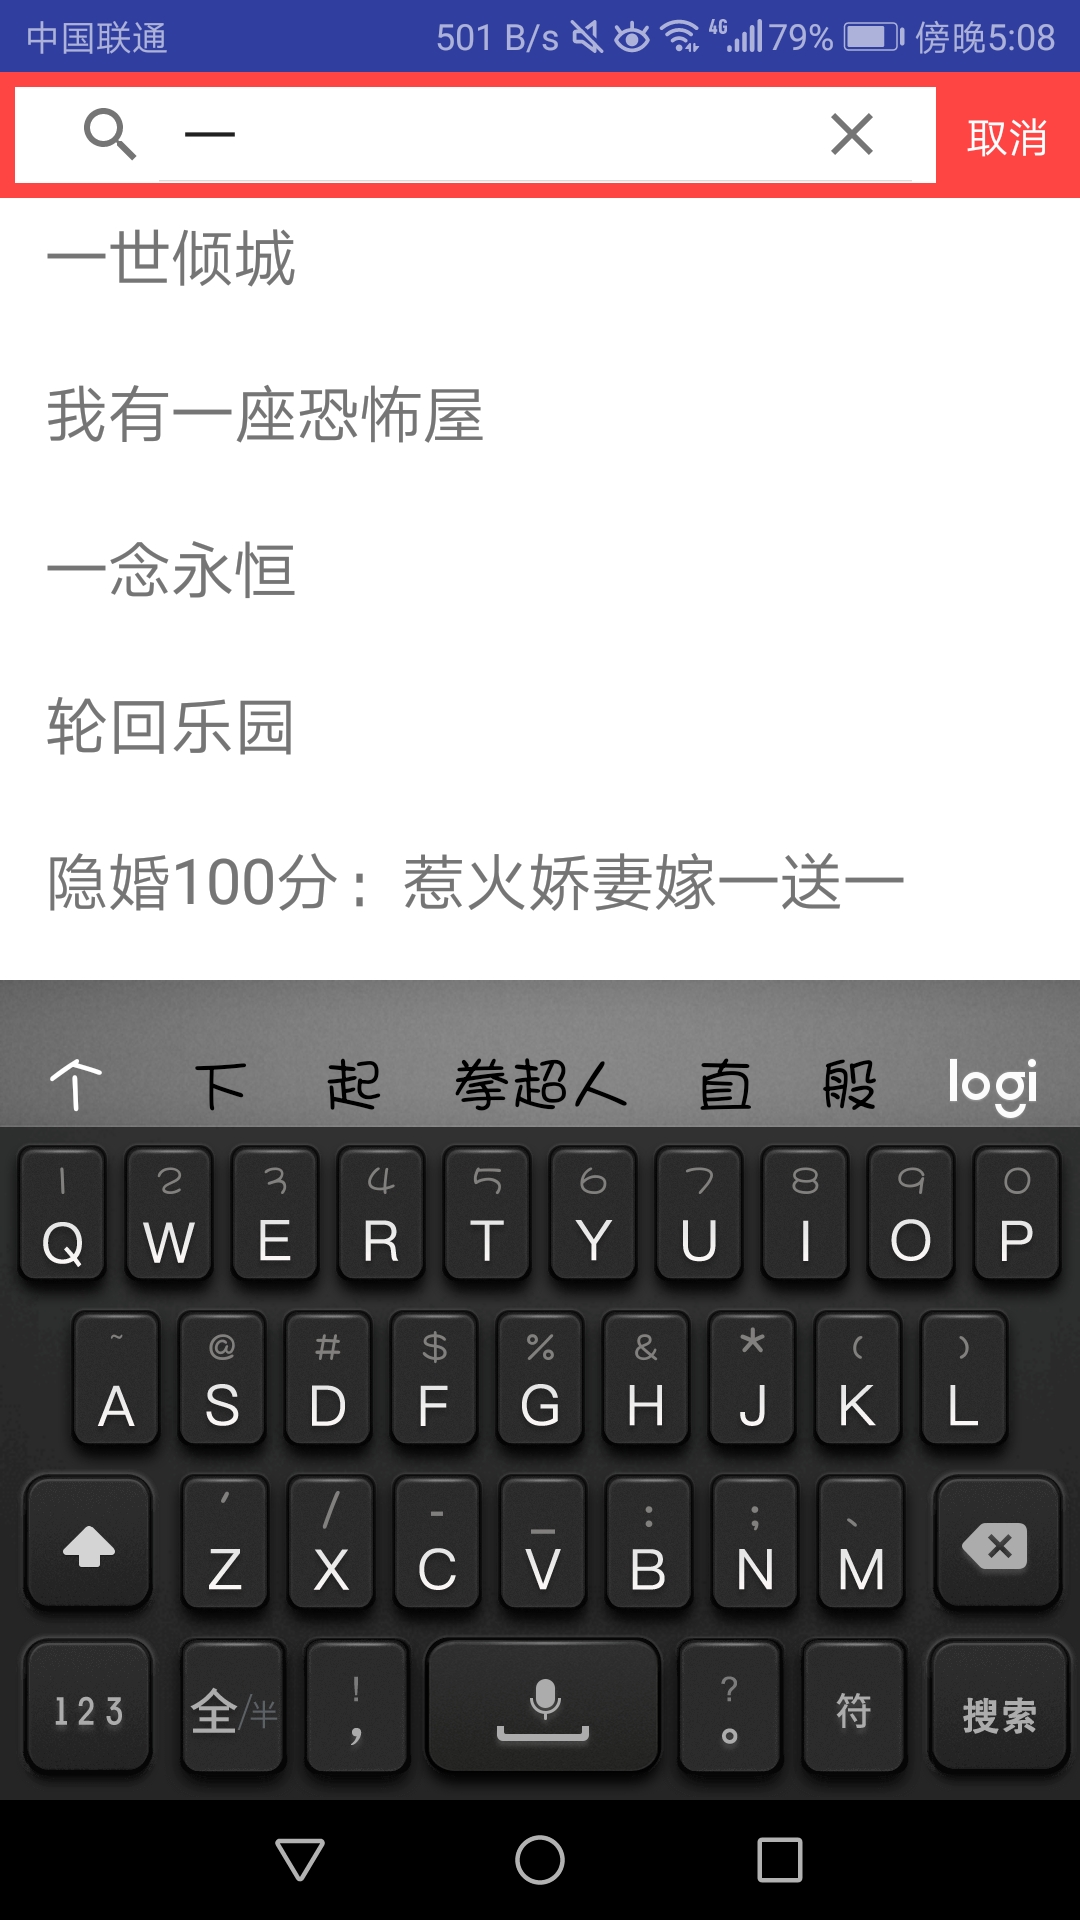 中国联通 501 B/s 4G 79% 傍晚5:08
一 取消
一世倾城
我有一座恐怖屋
一念永恒
轮回乐园
隐婚100分：惹火娇妻嫁一送一
个 下 起 拳超人 直 般 logi
1 2 3 4 5 6 7 8 9 0
Q W E R T Y U I O P
~ @ # $ % & * ( )
A S D F G H J K L
' / - _ : ; 、
Z X C V B N M
! ?
123 全/半 ， 。 符 搜索